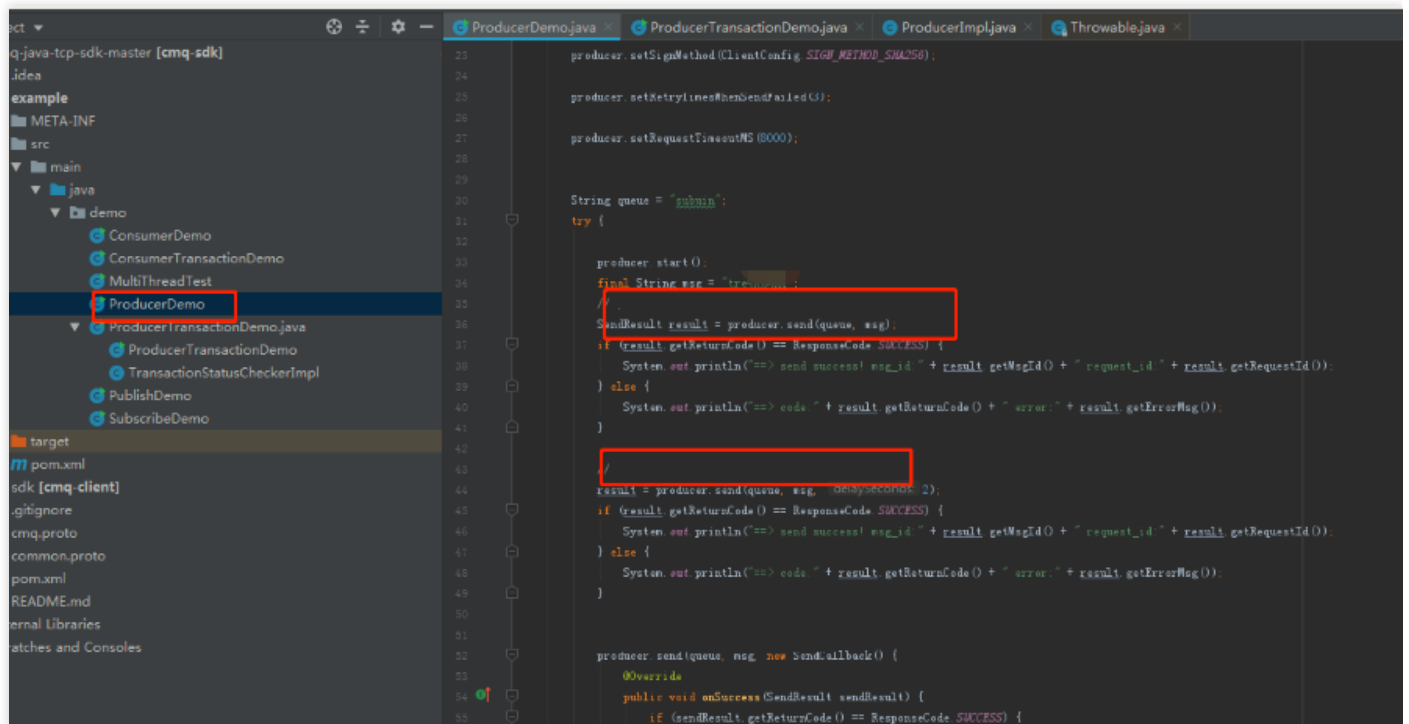 ect
ProducerDemo.java
ProducerTransactionDemo.java
ProducerImpl.java
Throwable.java
q-java-tcp-sdk-master [cmq-sdk]
.idea
example
META-INF
src
main
java
demo
ConsumerDemo
ConsumerTransactionDemo
MultiThreadTest
ProducerDemo
ProducerTransactionDemo.java
ProducerTransactionDemo
TransactionStatusCheckerImpl
PublishDemo
SubscribeDemo
target
pom.xml
sdk [cmq-client]
.gitignore
cmq.proto
common.proto
pom.xml
README.md
ernal Libraries
ratches and Consoles
23 producer.setSignMethod(ClientConfig.SIGN_METHOD_SHA256);
24
25 producer.setRetryTimesWhenSendFailed(3);
26
27 producer.setRequestTimeoutMS(8000);
28
29
30 String queue = "submin";
31 try {
32
33 producer.start();
34 final String msg =
35 //
36 SendResult result = producer.send(queue, msg);
37 if (result.getReturnCode() == ResponseCode.SUCCESS) {
38 System.out.println("==> send success! msg_id:" + result.getMsgId() + " request_id:" + result.getRequestId());
39 } else {
40 System.out.println("==> code:" + result.getReturnCode() + " error:" + result.getErrorMsg());
41 }
42
43 //
44 result = producer.send(queue, msg, delaySeconds: 2);
45 if (result.getReturnCode() == ResponseCode.SUCCESS) {
46 System.out.println("==> send success! msg_id:" + result.getMsgId() + " request_id:" + result.getRequestId());
47 } else {
48 System.out.println("==> code:" + result.getReturnCode() + " error:" + result.getErrorMsg());
49 }
50
51
52 producer.send(queue, msg, new SendCallback() {
53 @Override
54 public void onSuccess(SendResult sendResult) {
55 if (sendResult.getReturnCode() == ResponseCode.SUCCESS) {